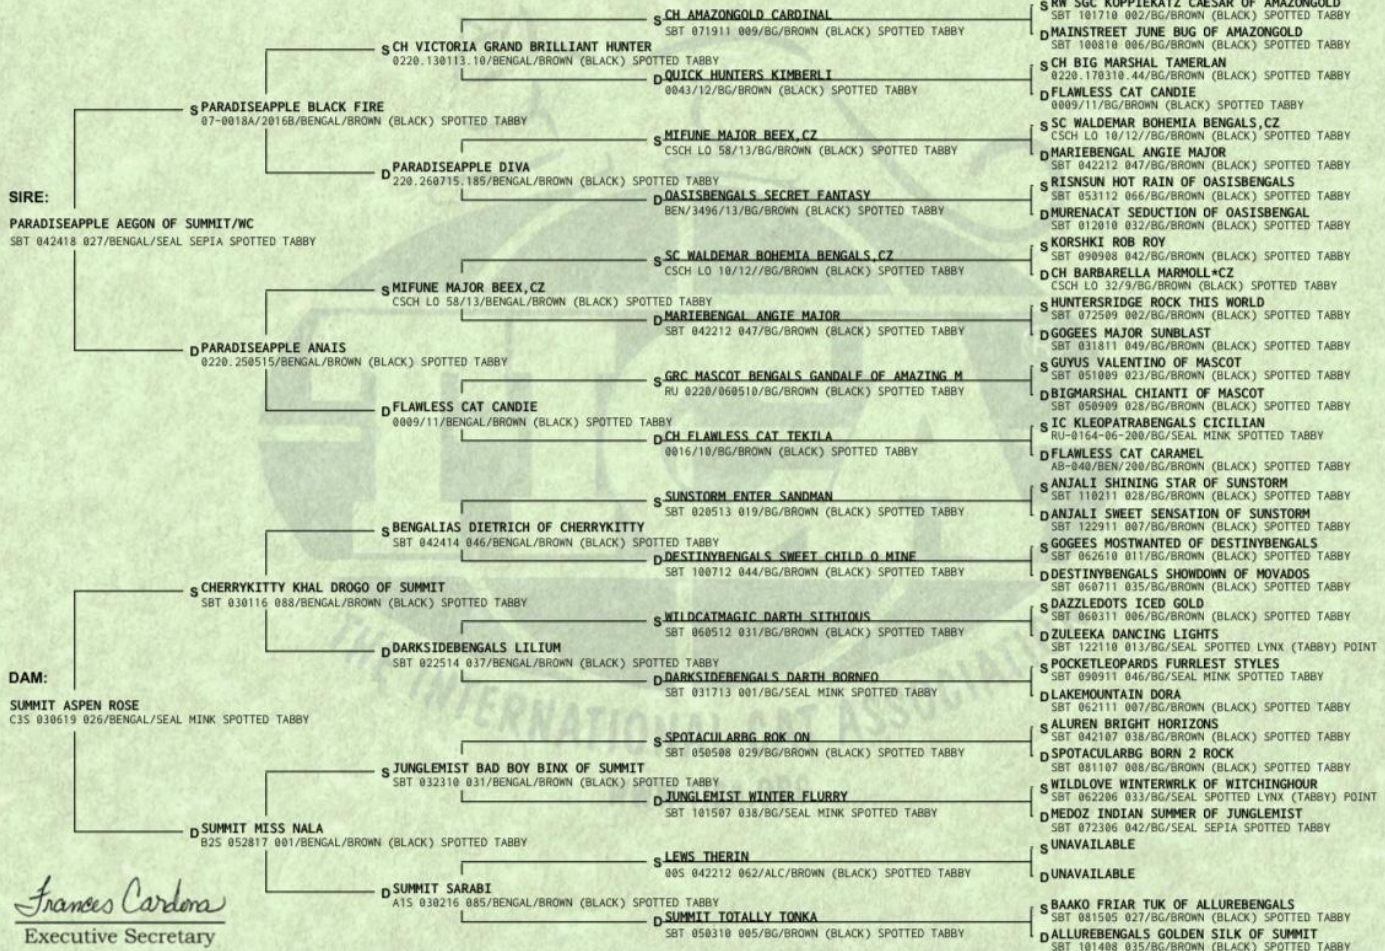 SIRE:
PARADISEAPPLE AEGON OF SUMMIT/WC
SBT 042418 027/BENGAL/SEAL SEPIA SPOTTED TABBY
DAM:
SUMMIT ASPEN ROSE
C3S 030619 026/BENGAL/SEAL MINK SPOTTED TABBY
Frances Cardona
Executive Secretary
S PARADISEAPPLE BLACK FIRE
07-0018A/2016B/BENGAL/BROWN (BLACK) SPOTTED TABBY
D PARADISEAPPLE ANAIS
0220.250515/BENGAL/BROWN (BLACK) SPOTTED TABBY
S CHERRYKITTY KHAL DROGO OF SUMMIT
SBT 030116 088/BENGAL/BROWN (BLACK) SPOTTED TABBY
D SUMMIT MISS NALA
B2S 052817 001/BENGAL/BROWN (BLACK) SPOTTED TABBY
S CH VICTORIA GRAND BRILLIANT HUNTER
0220.130113.10/BENGAL/BROWN (BLACK) SPOTTED TABBY
D PARADISEAPPLE DIVA
220.260715.185/BENGAL/BROWN (BLACK) SPOTTED TABBY
S MIFUNE MAJOR BEEX,CZ
CSCH LO 58/13/BENGAL/BROWN (BLACK) SPOTTED TABBY
D FLAWLESS CAT CANDIE
0009/11/BENGAL/BROWN (BLACK) SPOTTED TABBY
S BENGALIAS DIETRICH OF CHERRYKITTY
SBT 042414 046/BENGAL/BROWN (BLACK) SPOTTED TABBY
D DARKSIDEBENGALS LILIUM
SBT 022514 037/BENGAL/BROWN (BLACK) SPOTTED TABBY
S JUNGLEMIST BAD BOY BINX OF SUMMIT
SBT 032310 031/BENGAL/BROWN (BLACK) SPOTTED TABBY
D SUMMIT SARABI
A1S 030216 085/BENGAL/BROWN (BLACK) SPOTTED TABBY
S CH AMAZONGOLD CARDINAL
SBT 071911 009/BG/BROWN (BLACK) SPOTTED TABBY
D QUICK HUNTERS KIMBERLI
0043/12/BG/BROWN (BLACK) SPOTTED TABBY
S MIFUNE MAJOR BEEX,CZ
CSCH LO 58/13/BG/BROWN (BLACK) SPOTTED TABBY
D OASISBENGALS SECRET FANTASY
BEN/3496/13/BG/BROWN (BLACK) SPOTTED TABBY
S SC WALDEMAR BOHEMIA BENGALS,CZ
CSCH LO 10/12//BG/BROWN (BLACK) SPOTTED TABBY
D MARIEBENGAL ANGIE MAJOR
SBT 042212 047/BG/BROWN (BLACK) SPOTTED TABBY
S GRC MASCOT BENGALS GANDALF OF AMAZING M
RU 0220/060510/BG/BROWN (BLACK) SPOTTED TABBY
D CH FLAWLESS CAT TEKILA
0016/10/BG/BROWN (BLACK) SPOTTED TABBY
S SUNSTORM ENTER SANDMAN
SBT 020513 019/BG/BROWN (BLACK) SPOTTED TABBY
D DESTINYBENGALS SWEET CHILD O MINE
SBT 100712 044/BG/BROWN (BLACK) SPOTTED TABBY
S WILDCATMAGIC DARTH SITHIOUS
SBT 060512 031/BG/BROWN (BLACK) SPOTTED TABBY
D DARKSIDEBENGALS DARTH BORNEO
SBT 031713 001/BG/SEAL MINK SPOTTED TABBY
S SPOTACULARBG ROK ON
SBT 050508 029/BG/BROWN (BLACK) SPOTTED TABBY
D JUNGLEMIST WINTER FLURRY
SBT 101507 038/BG/SEAL MINK SPOTTED TABBY
S LEWS THERIN
00S 042212 062/ALC/BROWN (BLACK) SPOTTED TABBY
D SUMMIT TOTALLY TONKA
SBT 050310 005/BG/BROWN (BLACK) SPOTTED TABBY
S RW SGC KOPPIEKATZ CAESAR OF AMAZONGOLD
SBT 101710 002/BG/BROWN (BLACK) SPOTTED TABBY
D MAINSTREET JUNE BUG OF AMAZONGOLD
SBT 100810 006/BG/BROWN (BLACK) SPOTTED TABBY
S CH BIG MARSHAL TAMERLAN
0220.170310.44/BG/BROWN (BLACK) SPOTTED TABBY
D FLAWLESS CAT CANDIE
0009/11/BG/BROWN (BLACK) SPOTTED TABBY
S SC WALDEMAR BOHEMIA BENGALS,CZ
CSCH LO 10/12//BG/BROWN (BLACK) SPOTTED TABBY
D MARIEBENGAL ANGIE MAJOR
SBT 042212 047/BG/BROWN (BLACK) SPOTTED TABBY
S RISNSUN HOT RAIN OF OASISBENGALS
SBT 053112 066/BG/BROWN (BLACK) SPOTTED TABBY
D MURENACAT SEDUCTION OF OASISBENGAL
SBT 012010 032/BG/BROWN (BLACK) SPOTTED TABBY
S KORSHKI ROB ROY
SBT 090908 042/BG/BROWN (BLACK) SPOTTED TABBY
D CH BARBARELLA MARMOLL*CZ
CSCH LO 32/9/BG/BROWN (BLACK) SPOTTED TABBY
S HUNTERSRIDGE ROCK THIS WORLD
SBT 072509 002/BG/BROWN (BLACK) SPOTTED TABBY
D GOGEES MAJOR SUNBLAST
SBT 031811 049/BG/BROWN (BLACK) SPOTTED TABBY
S GUYUS VALENTINO OF MASCOT
SBT 051009 023/BG/BROWN (BLACK) SPOTTED TABBY
D BIGMARSHAL CHIANTI OF MASCOT
SBT 050909 028/BG/BROWN (BLACK) SPOTTED TABBY
S IC KLEOPATRABENGALS CICILIAN
RU-0164-06-200/BG/SEAL MINK SPOTTED TABBY
D FLAWLESS CAT CARAMEL
AB-040/BEN/200/BG/BROWN (BLACK) SPOTTED TABBY
S ANJALI SHINING STAR OF SUNSTORM
SBT 110211 028/BG/BROWN (BLACK) SPOTTED TABBY
D ANJALI SWEET SENSATION OF SUNSTORM
SBT 122911 007/BG/BROWN (BLACK) SPOTTED TABBY
S GOGEES MOSTWANTED OF DESTINYBENGALS
SBT 062610 011/BG/BROWN (BLACK) SPOTTED TABBY
D DESTINYBENGALS SHOWDOWN OF MOVADOS
SBT 060711 035/BG/BROWN (BLACK) SPOTTED TABBY
S DAZZLEDOTS ICED GOLD
SBT 060311 006/BG/BROWN (BLACK) SPOTTED TABBY
D ZULEEKA DANCING LIGHTS
SBT 122110 013/BG/SEAL SPOTTED LYNX (TABBY) POINT
S POCKETLEOPARDS FURRLEST STYLES
SBT 090911 046/BG/SEAL MINK SPOTTED TABBY
D LAKEMOUNTAIN DORA
SBT 062111 007/BG/BROWN (BLACK) SPOTTED TABBY
S ALUREN BRIGHT HORIZONS
SBT 042107 038/BG/BROWN (BLACK) SPOTTED TABBY
D SPOTACULARBG BORN 2 ROCK
SBT 081107 008/BG/BROWN (BLACK) SPOTTED TABBY
S WILDLOVE WINTERWRLK OF WITCHINGHOUR
SBT 062206 033/BG/SEAL SPOTTED LYNX (TABBY) POINT
D MEDOZ INDIAN SUMMER OF JUNGLEMIST
SBT 072306 042/BG/SEAL SEPIA SPOTTED TABBY
S UNAVAILABLE
D UNAVAILABLE
S BAAKO FRIAR TUK OF ALLUREBENGALS
SBT 081505 027/BG/BROWN (BLACK) SPOTTED TABBY
D ALLUREBENGALS GOLDEN SILK OF SUMMIT
SBT 101408 035/BG/BROWN (BLACK) SPOTTED TABBY
TICA
THE INTERNATIONAL CAT ASSOCIATION